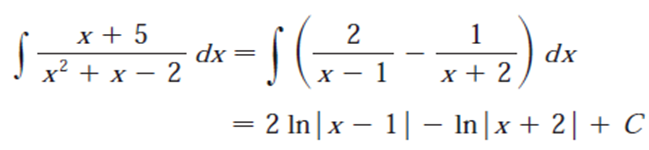 ∫ (x + 5)/(x² + x − 2) dx = ∫ (2/(x − 1) − 1/(x + 2)) dx
= 2 ln|x − 1| − ln|x + 2| + C